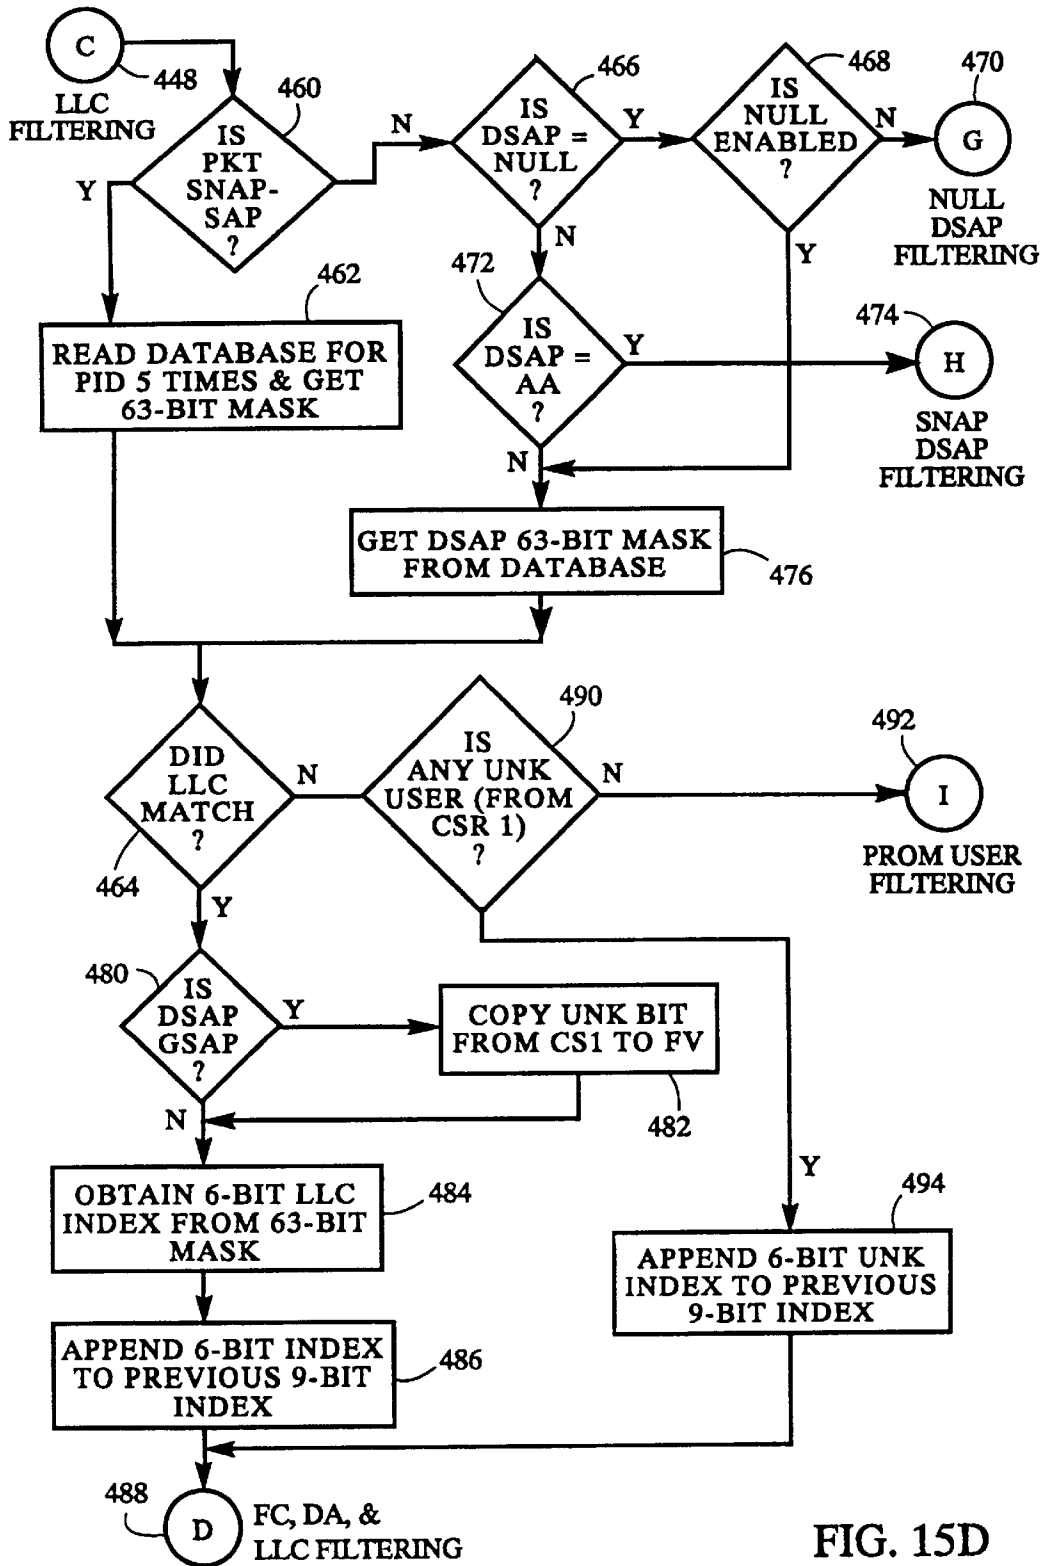 C
448
LLC
FILTERING
460
IS
PKT
SNAP-
SAP
?
Y
N
466
IS
DSAP =
NULL
?
Y
N
468
IS
NULL
ENABLED
?
N
Y
470
G
NULL
DSAP
FILTERING
462
READ DATABASE FOR
PID 5 TIMES & GET
63-BIT MASK
472
IS
DSAP =
AA
?
Y
N
474
H
SNAP
DSAP
FILTERING
GET DSAP 63-BIT MASK
FROM DATABASE
476
DID
LLC
MATCH
?
464
N
Y
490
IS
ANY UNK
USER (FROM
CSR 1)
?
N
Y
492
I
PROM USER
FILTERING
480
IS
DSAP
GSAP
?
Y
N
COPY UNK BIT
FROM CS1 TO FV
482
OBTAIN 6-BIT LLC
INDEX FROM 63-BIT
MASK
484
494
APPEND 6-BIT UNK
INDEX TO PREVIOUS
9-BIT INDEX
APPEND 6-BIT INDEX
TO PREVIOUS 9-BIT
INDEX
486
488
D
FC, DA, &
LLC FILTERING
FIG. 15D